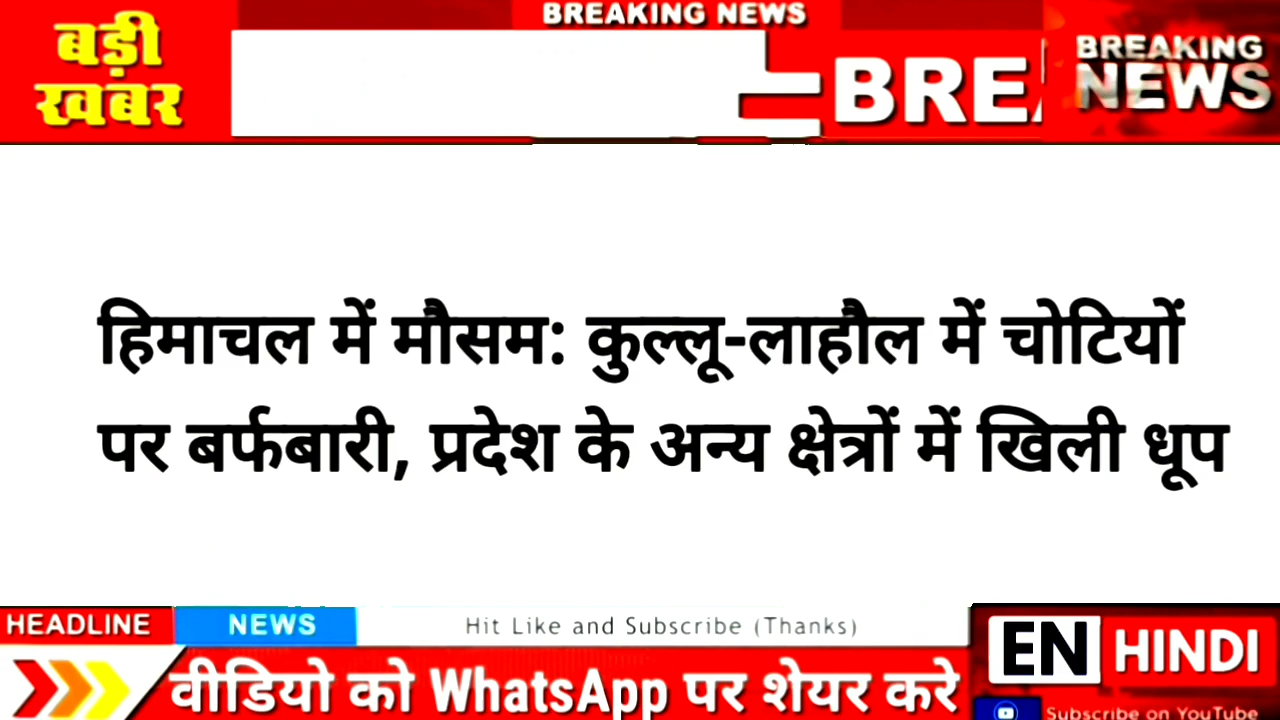 BREAKING NEWS
बड़ी
खबर
BREA
BREAKING
NEWS
हिमाचल में मौसम: कुल्लू-लाहौल में चोटियों
पर बर्फबारी, प्रदेश के अन्य क्षेत्रों में खिली धूप
HEADLINE
NEWS
Hit Like and Subscribe (Thanks)
EN HINDI
वीडियो को WhatsApp पर शेयर करे
Subscribe on YouTube